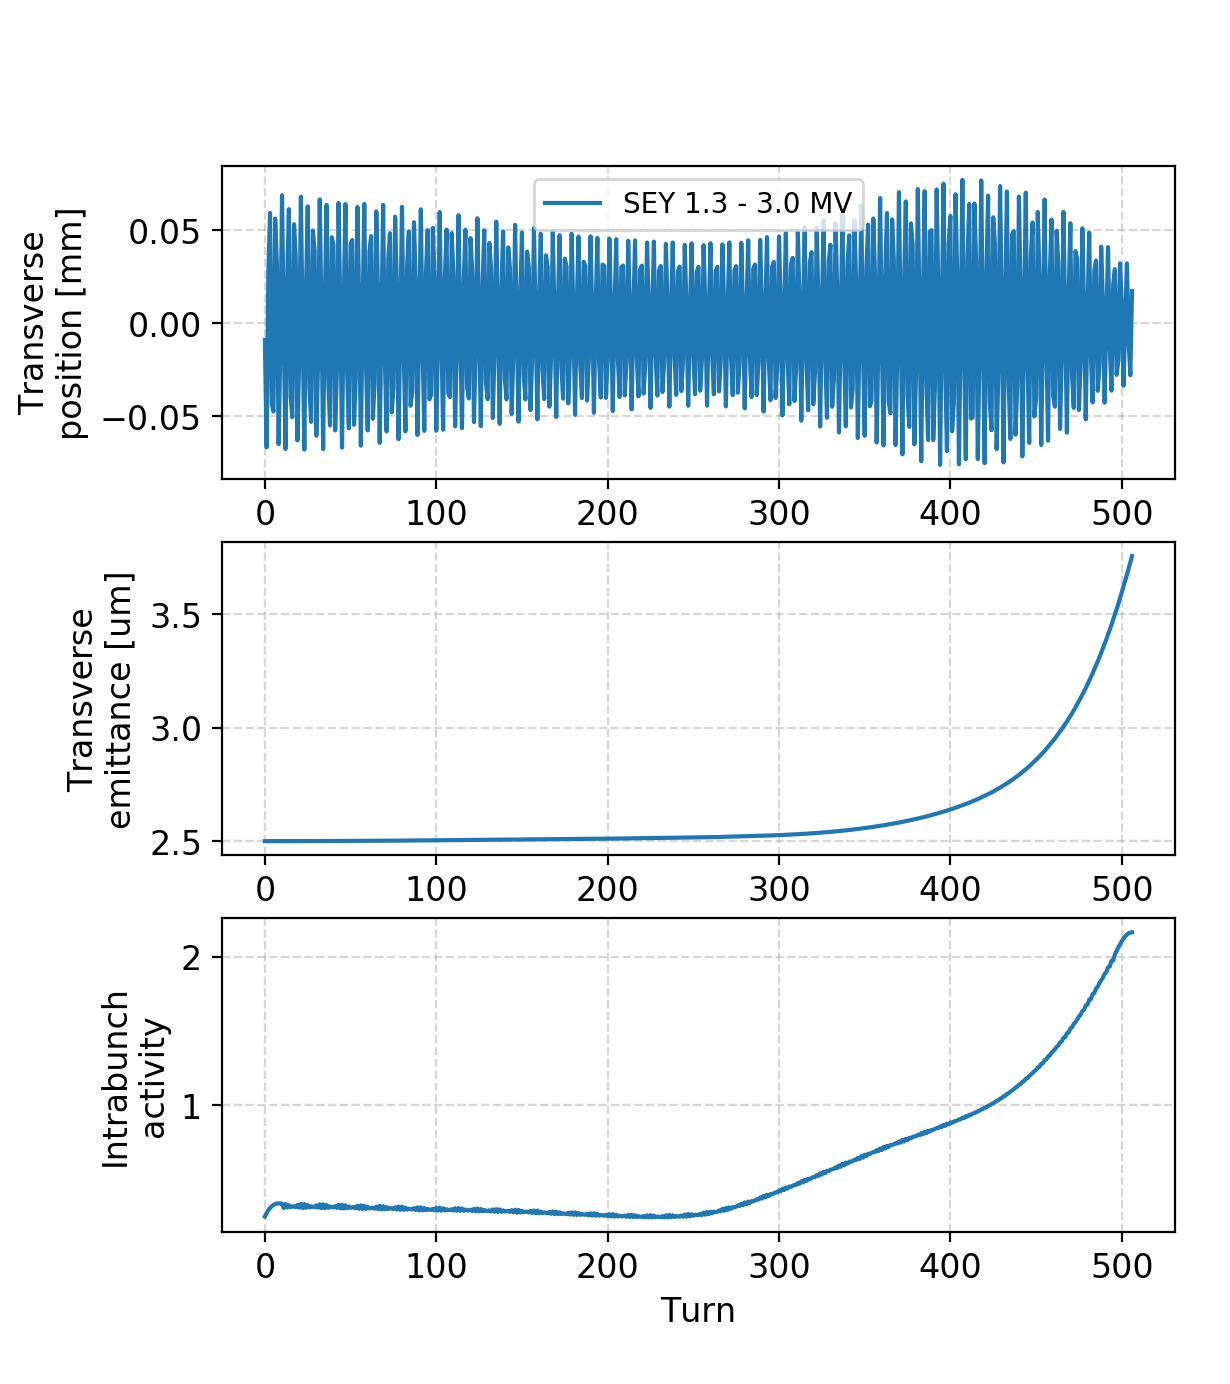 SEY 1.3 - 3.0 MV
Transverse
position [mm]
0.05
0.00
−0.05
0 100 200 300 400 500
Transverse
emittance [um]
3.5
3.0
2.5
0 100 200 300 400 500
Intrabunch
activity
2
1
0 100 200 300 400 500
Turn